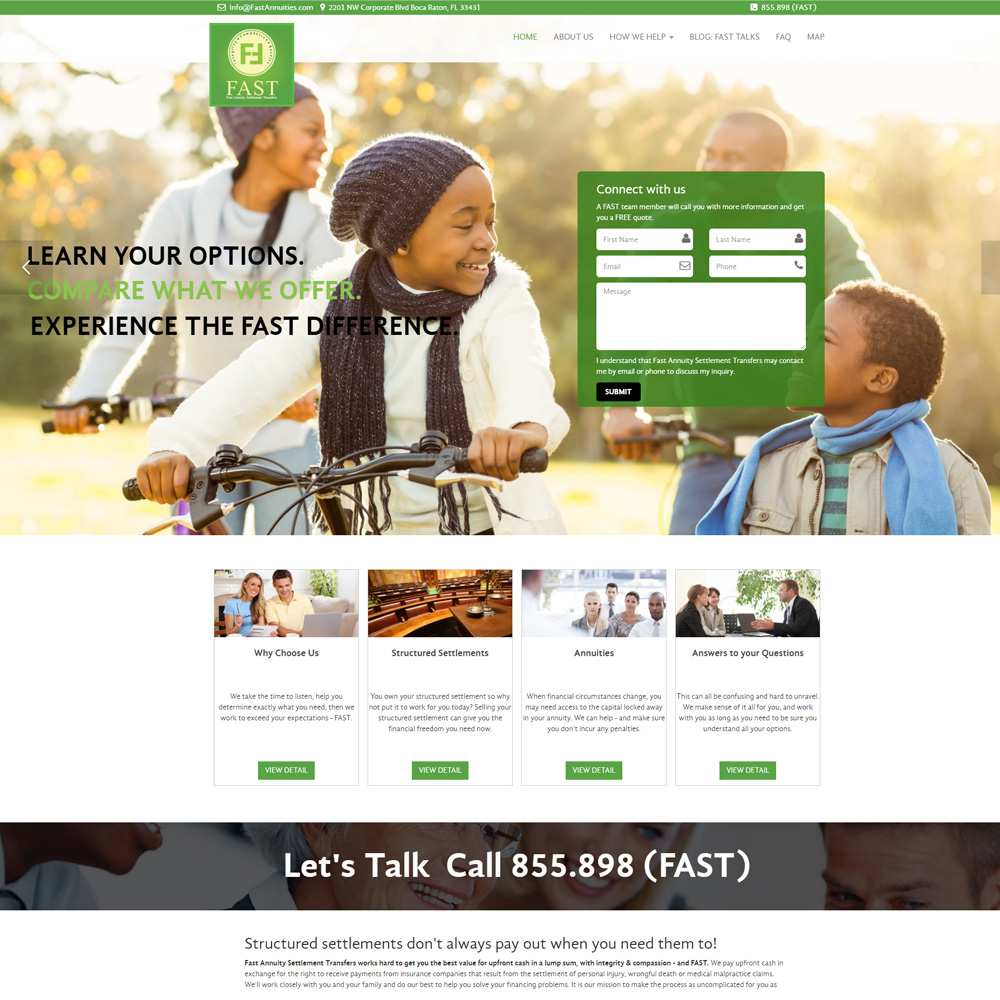 Info@FastAnnuities.com 2201 NW Corporate Blvd Boca Raton, FL 33431 855.898 (FAST)
FAST
Fast Annuity Settlement Transfers
HOME ABOUT US HOW WE HELP BLOG: FAST TALKS FAQ MAP
LEARN YOUR OPTIONS.
COMPARE WHAT WE OFFER.
EXPERIENCE THE FAST DIFFERENCE.
Connect with us
A FAST team member will call you with more information and get
you a FREE quote.
First Name Last Name
Email Phone
Message
I understand that Fast Annuity Settlement Transfers may contact
me by email or phone to discuss my inquiry.
SUBMIT
Why Choose Us
We take the time to listen, help you
determine exactly what you need, then we
work to exceed your expectations - FAST.
VIEW DETAIL
Structured Settlements
You own your structured settlement so why
not put it to work for you today? Selling your
structured settlement can give you the
financial freedom you need now.
VIEW DETAIL
Annuities
When financial circumstances change, you
may need access to the capital locked away
in your annuity. We can help - and make sure
you don't incur any penalties.
VIEW DETAIL
Answers to your Questions
This can all be confusing and hard to unravel.
We make sense of it all for you, and work
with you as long as you need to be sure you
understand all your options.
VIEW DETAIL
Let's Talk Call 855.898 (FAST)
Structured settlements don't always pay out when you need them to!
Fast Annuity Settlement Transfers works hard to get you the best value for upfront cash in a lump sum, with integrity & compassion - and FAST. We pay upfront cash in
exchange for the right to receive payments from insurance companies that result from the settlement of personal injury, wrongful death or medical malpractice claims.
We'll work closely with you and your family and do our best to help you solve your financing problems. It is our mission to make the process as uncomplicated for you as